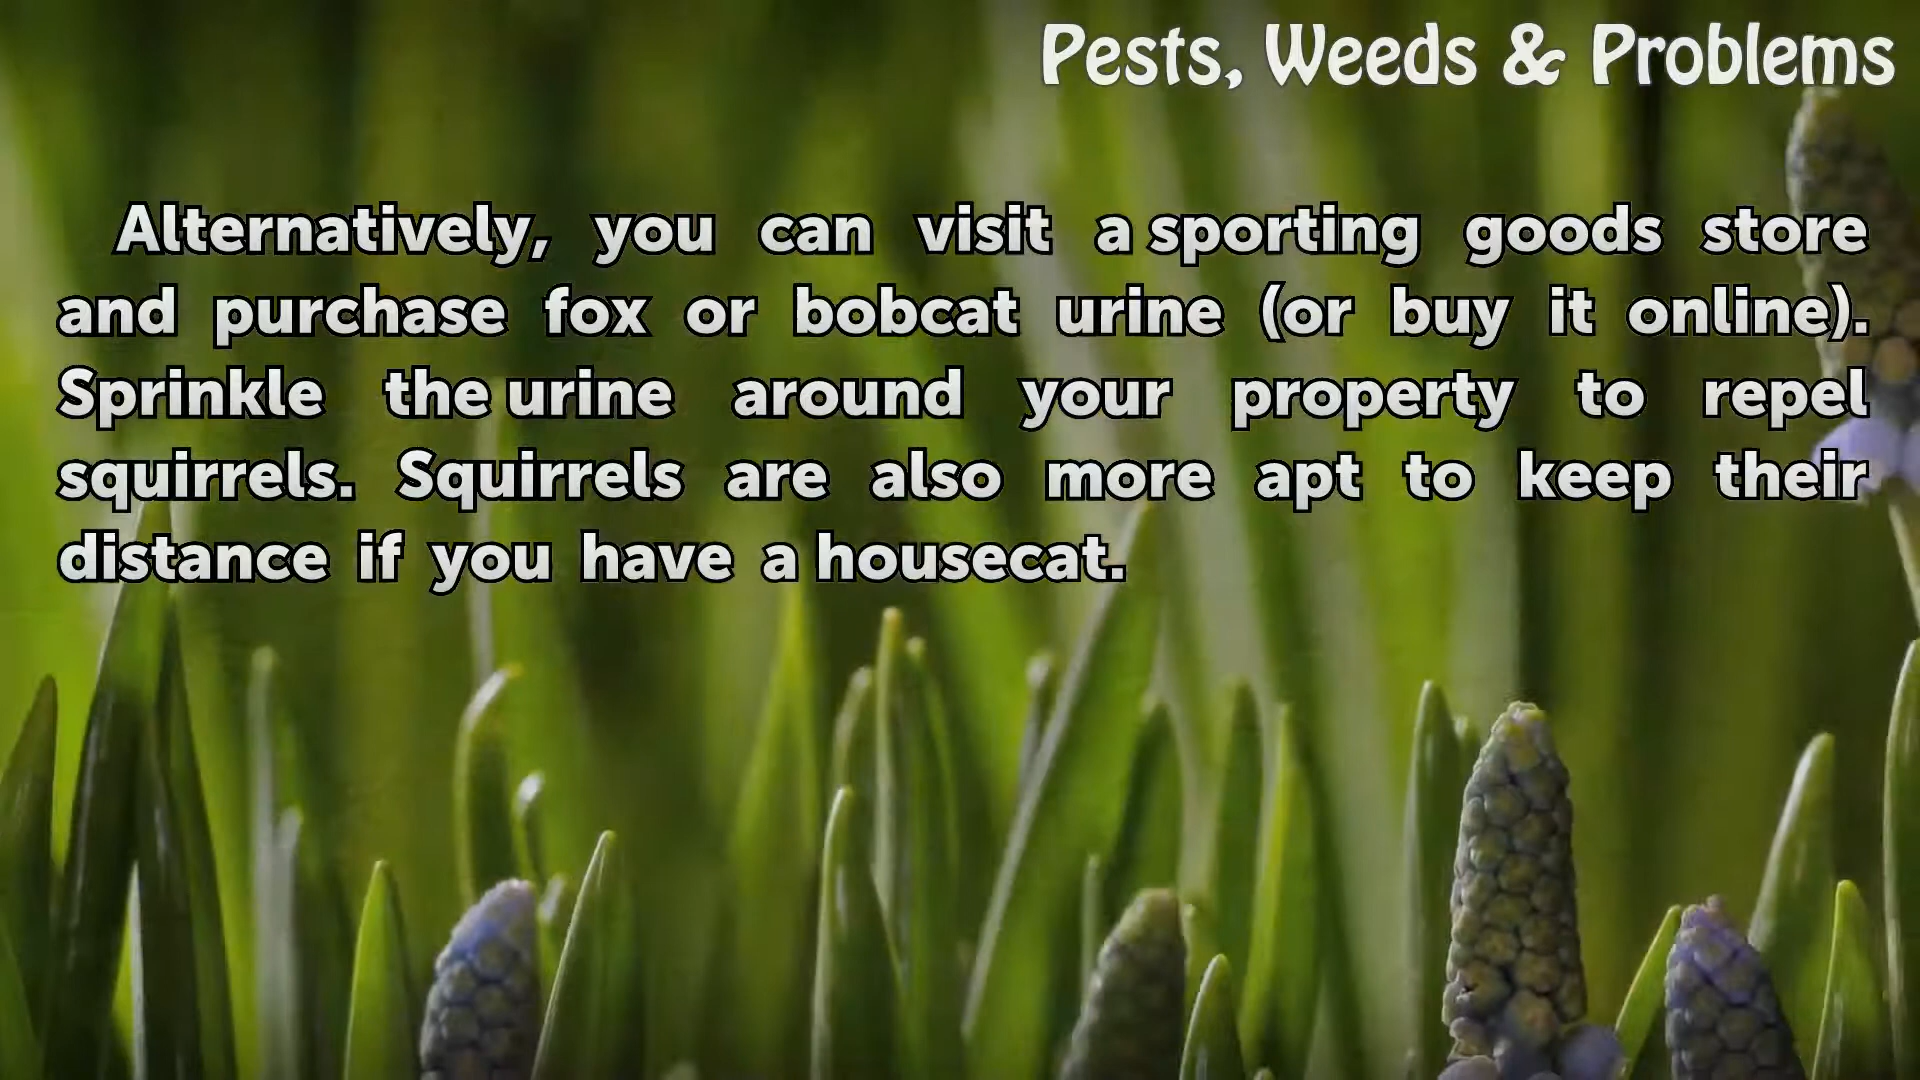 Pests, Weeds & Problems
Alternatively, you can visit a sporting goods store
and purchase fox or bobcat urine (or buy it online).
Sprinkle the urine around your property to repel
squirrels. Squirrels are also more apt to keep their
distance if you have a housecat.